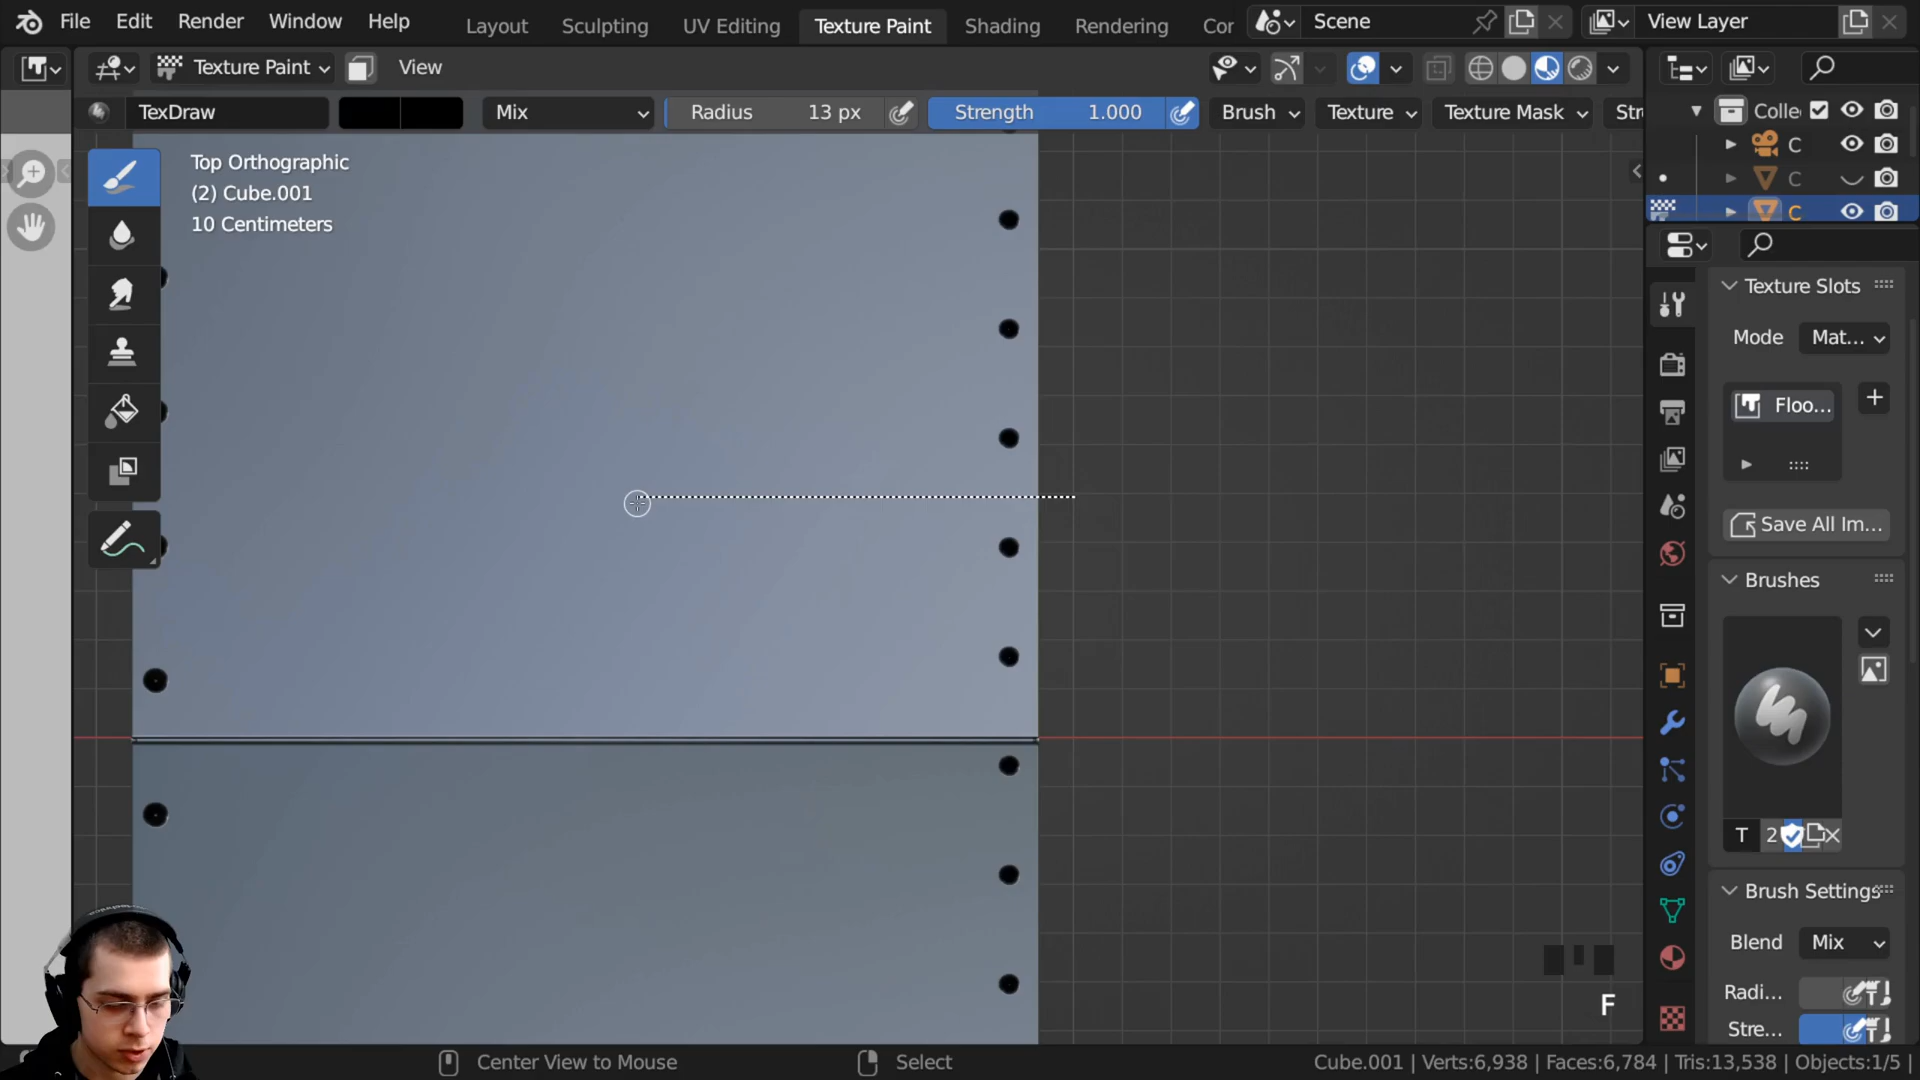 File Edit Render Window Help Layout Sculpting UV Editing Texture Paint Shading Rendering Cor Scene View Layer
Texture Paint View
TexDraw Mix Radius 13 px Strength 1.000 Brush Texture Texture Mask Str
Colle
C
C
C
Top Orthographic
(2) Cube.001
10 Centimeters
Texture Slots
Mode Mat...
Floo...
Save All Im...
Brushes
T 2
Brush Settings
Blend Mix
Radi...
Stre...
F
Center View to Mouse Select Cube.001 | Verts:6,938 | Faces:6,784 | Tris:13,538 | Objects:1/5 |